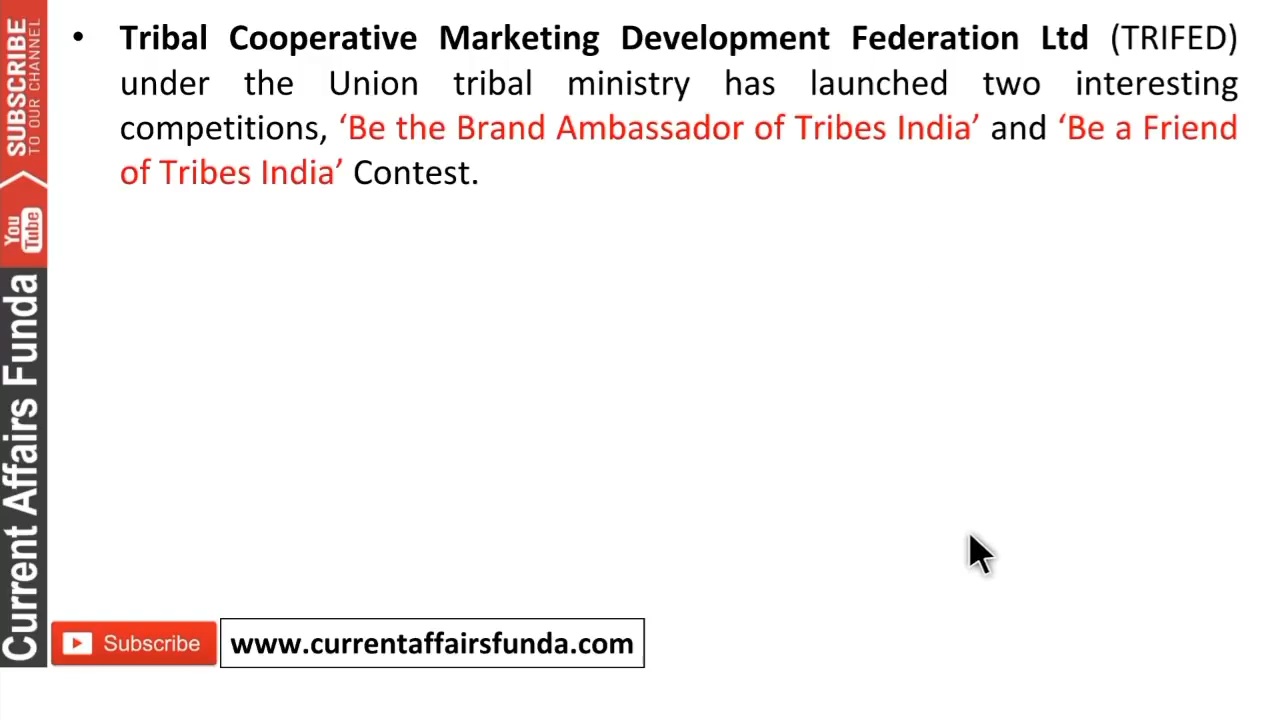 • Tribal Cooperative Marketing Development Federation Ltd (TRIFED)
under the Union tribal ministry has launched two interesting
competitions, ‘Be the Brand Ambassador of Tribes India’ and ‘Be a Friend
of Tribes India’ Contest.
SUBSCRIBE
TO OUR CHANNEL
You
Tube
Current Affairs Funda
Subscribe
www.currentaffairsfunda.com